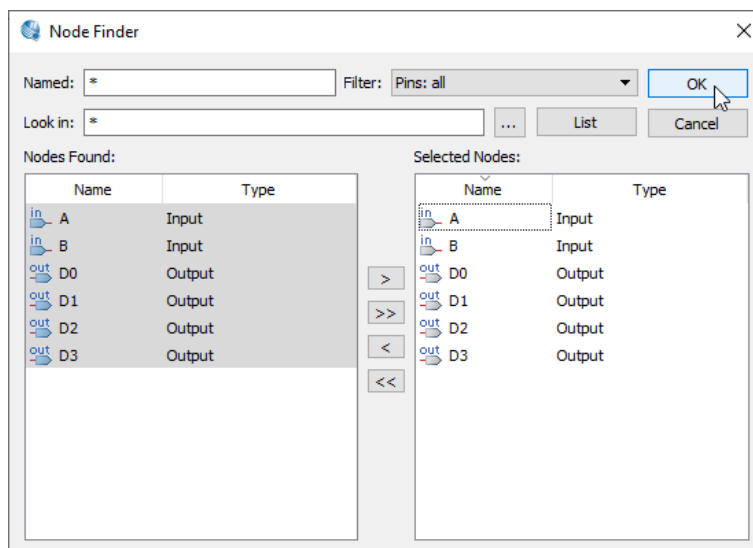 Node Finder
Named: * Filter: Pins: all OK
Look in: * ... List Cancel
Nodes Found: Selected Nodes:
Name Type Name Type
in A Input in A Input
in B Input in B Input
out D0 Output out D0 Output
out D1 Output out D1 Output
out D2 Output out D2 Output
out D3 Output out D3 Output
>
>>
<
<<